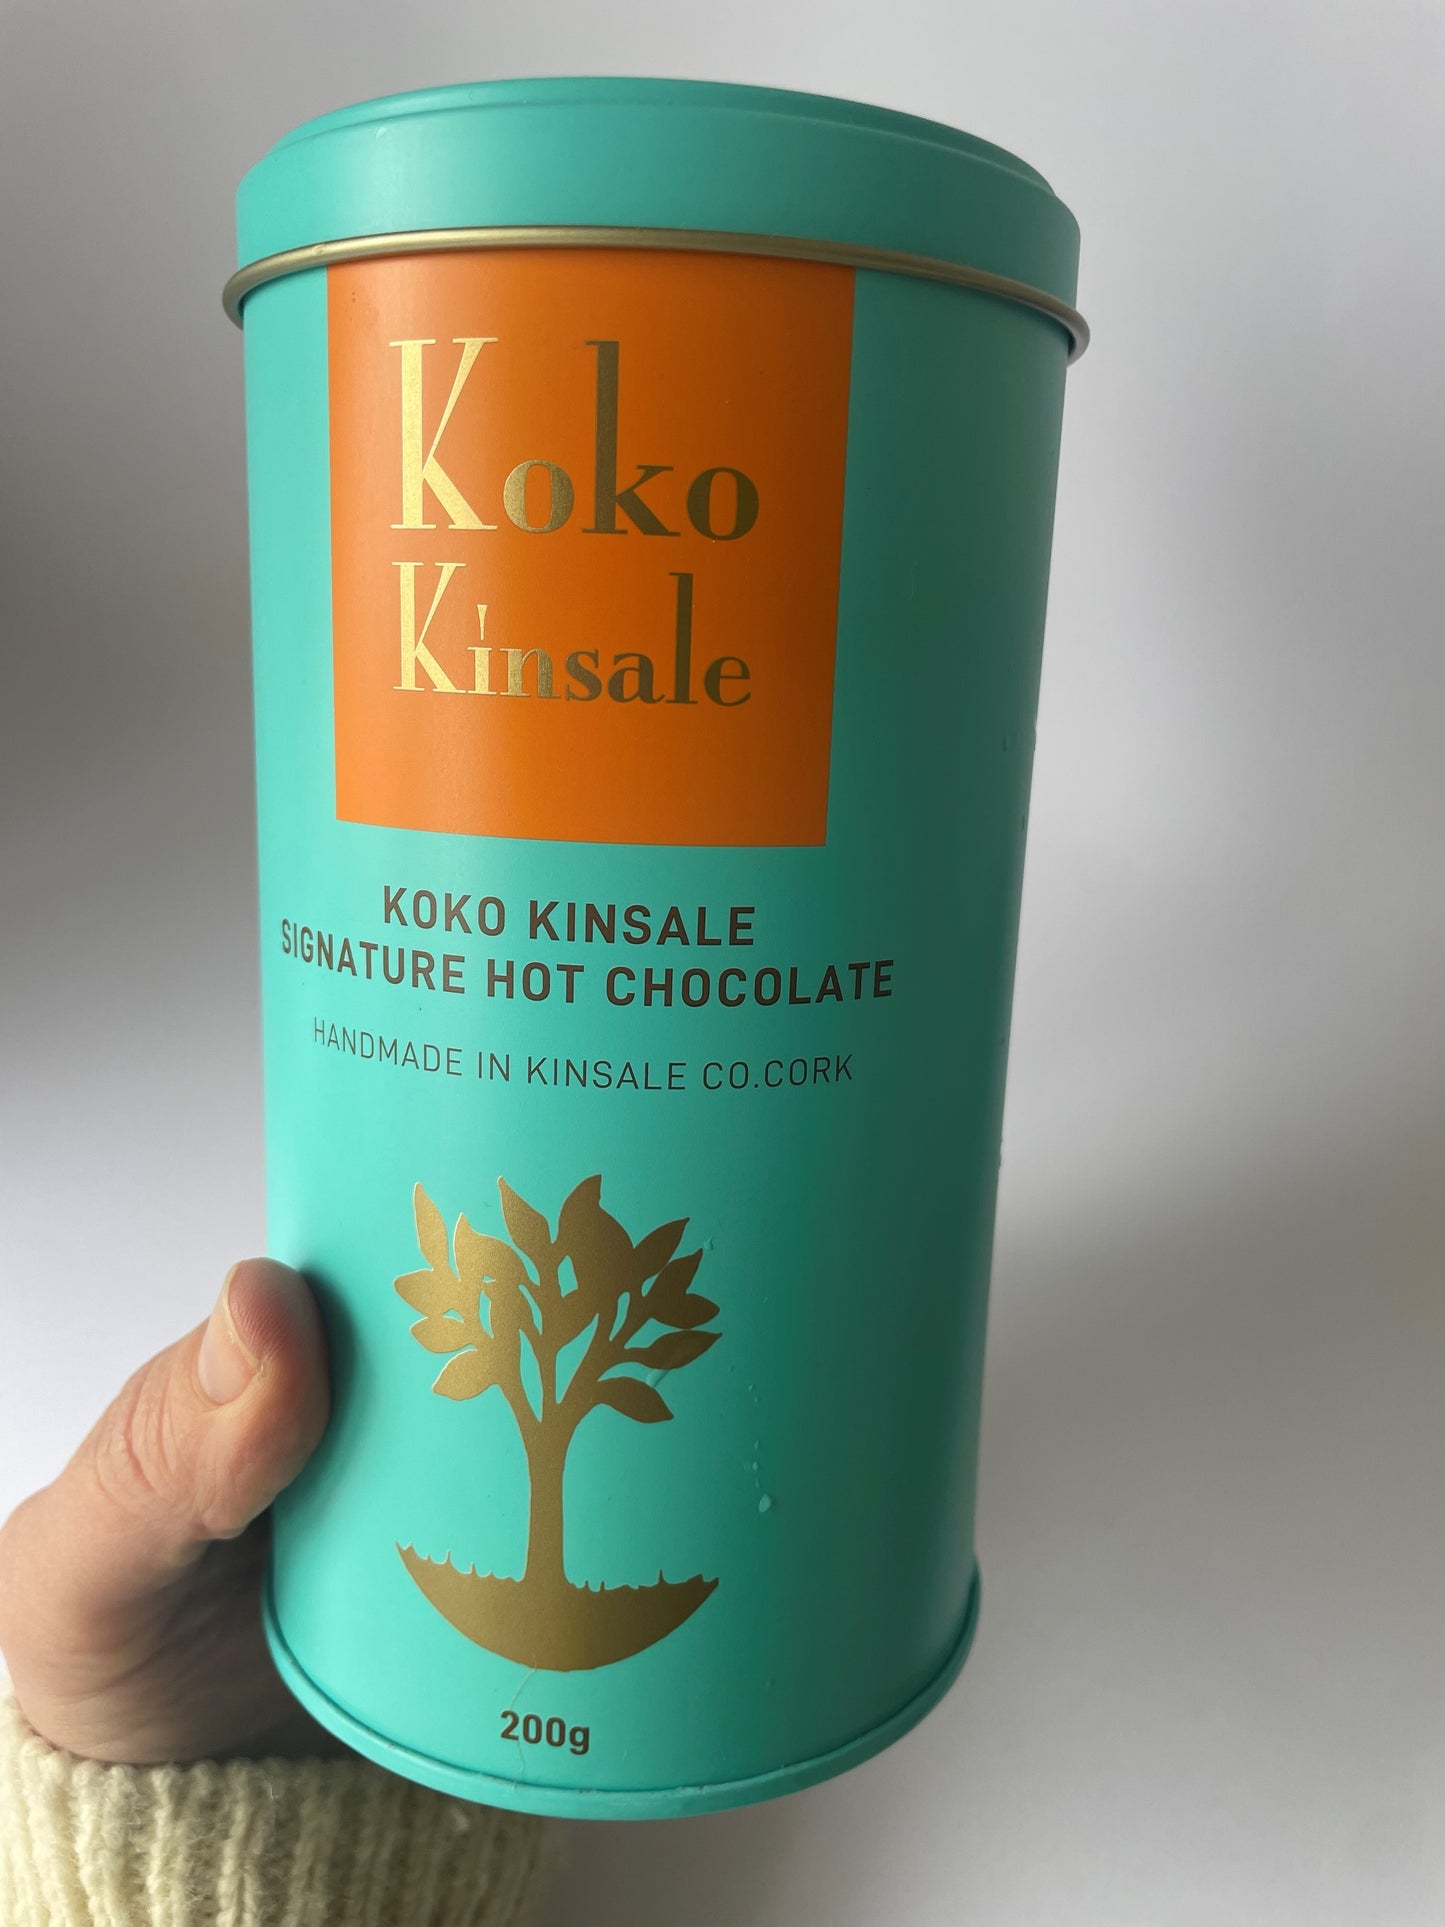 Koko
Kinsale
KOKO KINSALE
SIGNATURE HOT CHOCOLATE
HANDMADE IN KINSALE CO.CORK
200g